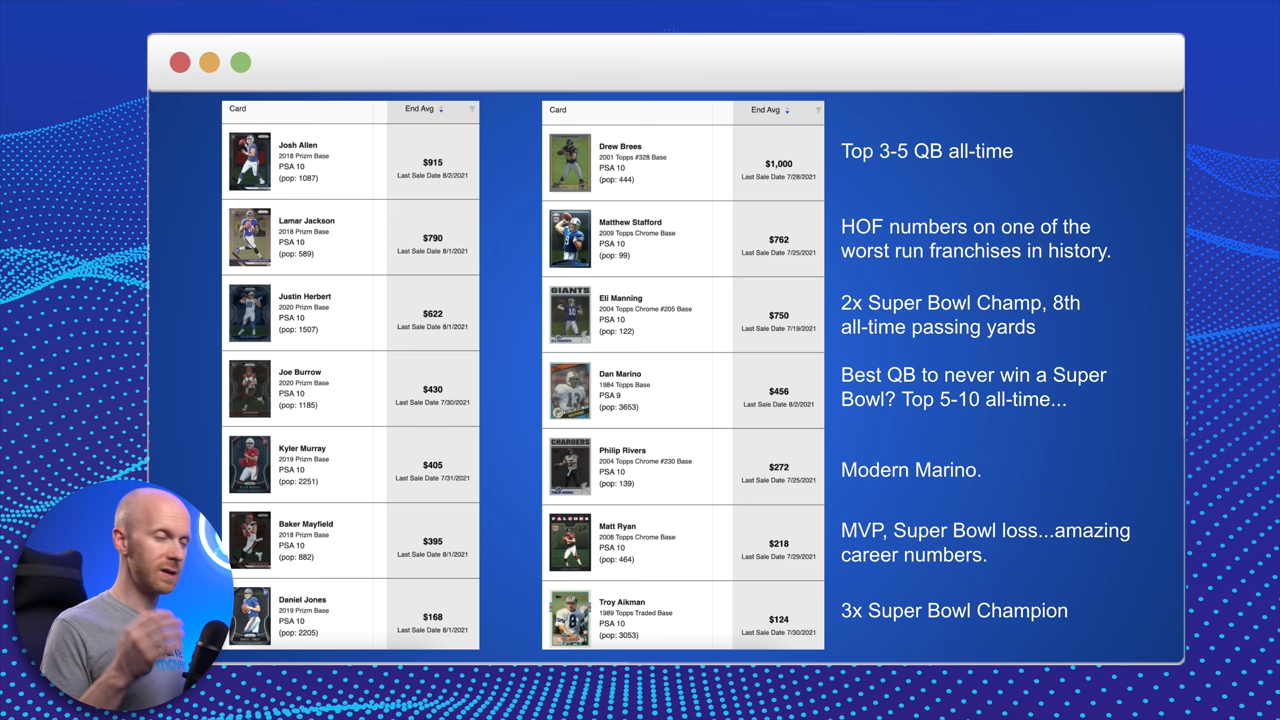 Card
End Avg
Josh Allen
2018 Prizm Base
PSA 10
(pop: 1087)
$915
Last Sale Date 8/2/2021
Lamar Jackson
2018 Prizm Base
PSA 10
(pop: 589)
$790
Last Sale Date 8/1/2021
Justin Herbert
2020 Prizm Base
PSA 10
(pop: 1507)
$622
Last Sale Date 8/1/2021
Joe Burrow
2020 Prizm Base
PSA 10
(pop: 1185)
$430
Last Sale Date 7/30/2021
Kyler Murray
2019 Prizm Base
PSA 10
(pop: 2251)
$405
Last Sale Date 7/31/2021
Baker Mayfield
2018 Prizm Base
PSA 10
(pop: 882)
$395
Last Sale Date 8/1/2021
Daniel Jones
2019 Prizm Base
PSA 10
(pop: 2205)
$168
Last Sale Date 8/1/2021
Card
End Avg
Drew Brees
2001 Topps #328 Base
PSA 10
(pop: 444)
$1,000
Last Sale Date 7/28/2021
Top 3-5 QB all-time
Matthew Stafford
2009 Topps Chrome Base
PSA 10
(pop: 99)
$762
Last Sale Date 7/25/2021
HOF numbers on one of the
worst run franchises in history.
GIANTS
Eli Manning
2004 Topps Chrome #205 Base
PSA 10
(pop: 122)
$750
Last Sale Date 7/19/2021
2x Super Bowl Champ, 8th
all-time passing yards
Dan Marino
1984 Topps Base
PSA 9
(pop: 3653)
$456
Last Sale Date 8/2/2021
Best QB to never win a Super
Bowl? Top 5-10 all-time...
CHARGERS
Philip Rivers
2004 Topps Chrome #230 Base
PSA 10
(pop: 139)
$272
Last Sale Date 7/25/2021
Modern Marino.
FALCONS
Matt Ryan
2008 Topps Chrome Base
PSA 10
(pop: 464)
$218
Last Sale Date 7/29/2021
MVP, Super Bowl loss...amazing
career numbers.
Troy Aikman
1989 Topps Traded Base
PSA 10
(pop: 3053)
$124
Last Sale Date 7/30/2021
3x Super Bowl Champion